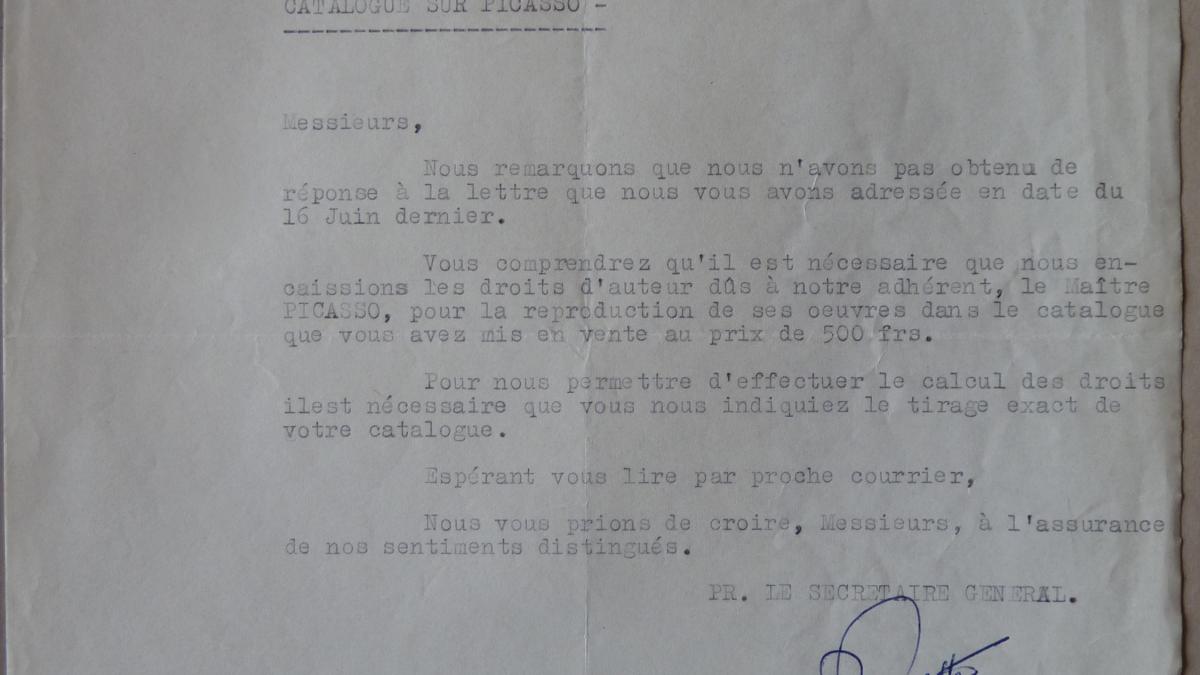 CATALOGUE SUR PICASSO -
Messieurs,
Nous remarquons que nous n'avons pas obtenu de
réponse à la lettre que nous vous avons adressée en date du
16 Juin dernier.
Vous comprendrez qu'il est nécessaire que nous en-
caissions les droits d'auteur dûs à notre adhérent, le Maître
PICASSO, pour la reproduction de ses oeuvres dans le catalogue
que vous avez mis en vente au prix de 500 frs.
Pour nous permettre d'effectuer le calcul des droits
ilest nécessaire que vous nous indiquiez le tirage exact de
votre catalogue.
Espérant vous lire par proche courrier,
Nous vous prions de croire, Messieurs, à l'assurance
de nos sentiments distingués.
PR. LE SECRETAIRE GENERAL.